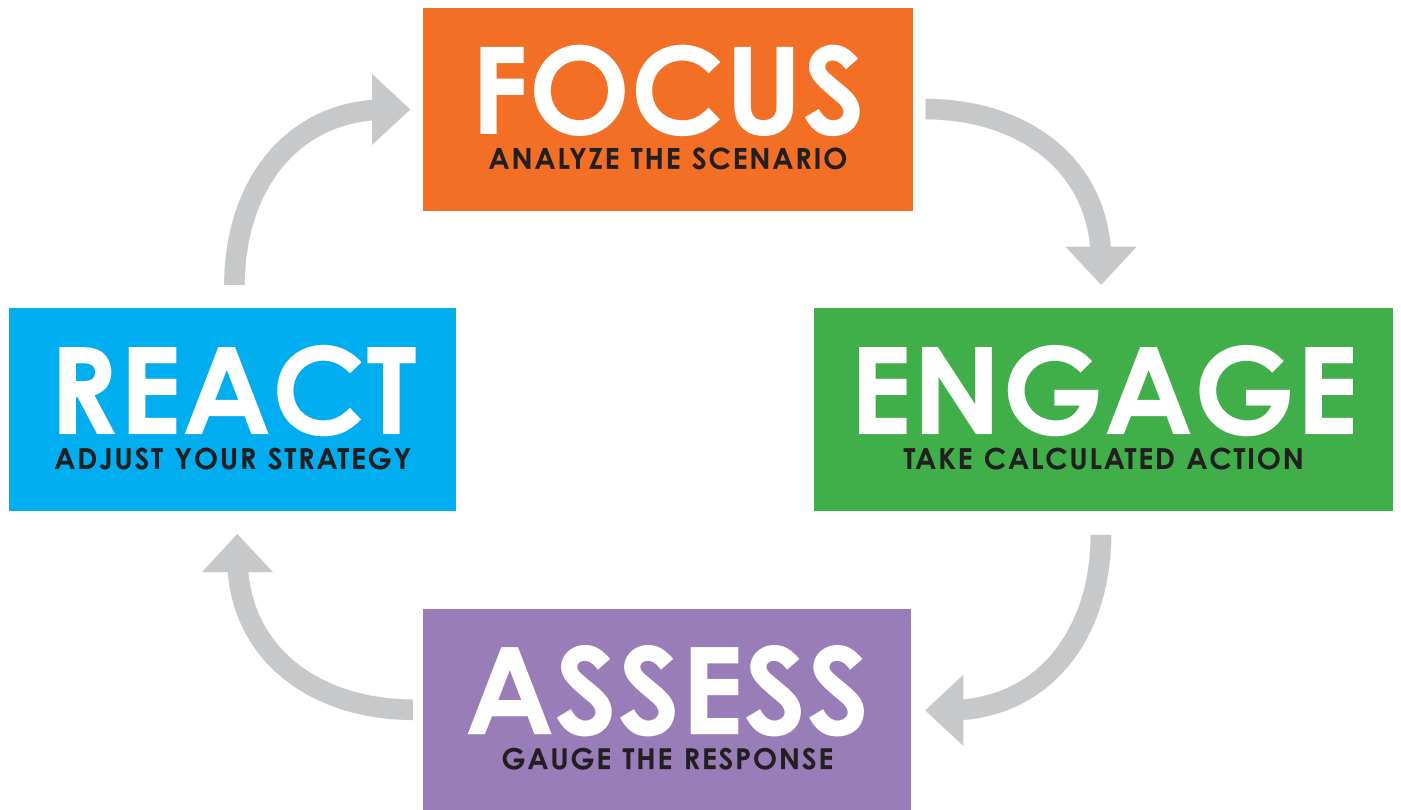 FOCUS
ANALYZE THE SCENARIO
ENGAGE
TAKE CALCULATED ACTION
ASSESS
GAUGE THE RESPONSE
REACT
ADJUST YOUR STRATEGY